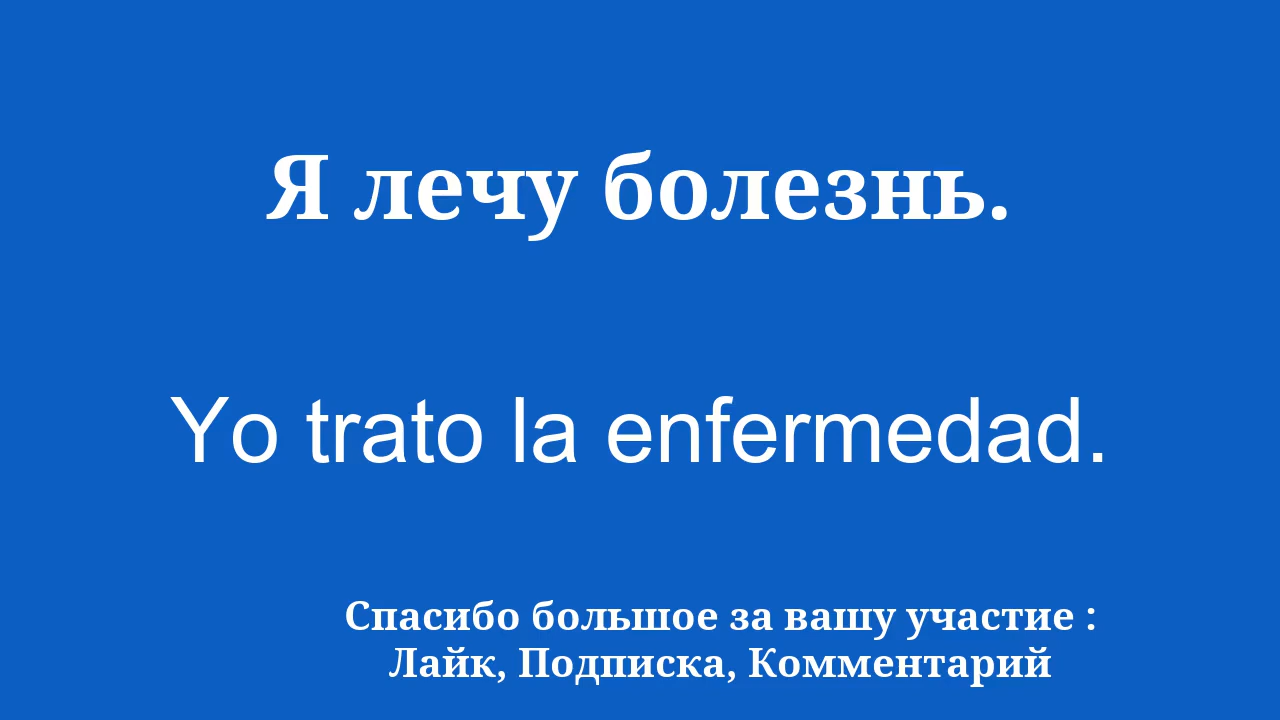 Я лечу болезнь.
Yo trato la enfermedad.
Спасибо большое за вашу участие :
Лайк, Подписка, Комментарий